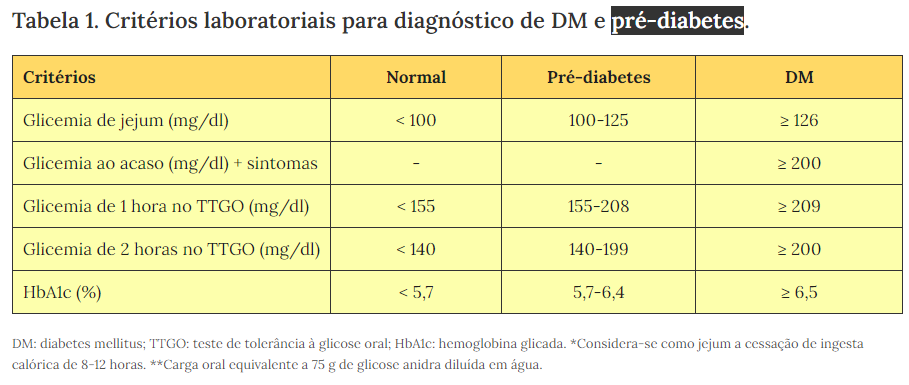 Tabela 1. Critérios laboratoriais para diagnóstico de DM e pré-diabetes.
Critérios Normal Pré-diabetes DM
Glicemia de jejum (mg/dl) < 100 100-125 ≥ 126
Glicemia ao acaso (mg/dl) + sintomas - - ≥ 200
Glicemia de 1 hora no TTGO (mg/dl) < 155 155-208 ≥ 209
Glicemia de 2 horas no TTGO (mg/dl) < 140 140-199 ≥ 200
HbA1c (%) < 5,7 5,7-6,4 ≥ 6,5
DM: diabetes mellitus; TTGO: teste de tolerância à glicose oral; HbA1c: hemoglobina glicada. *Considera-se como jejum a cessação de ingesta
calórica de 8-12 horas. **Carga oral equivalente a 75 g de glicose anidra diluída em água.